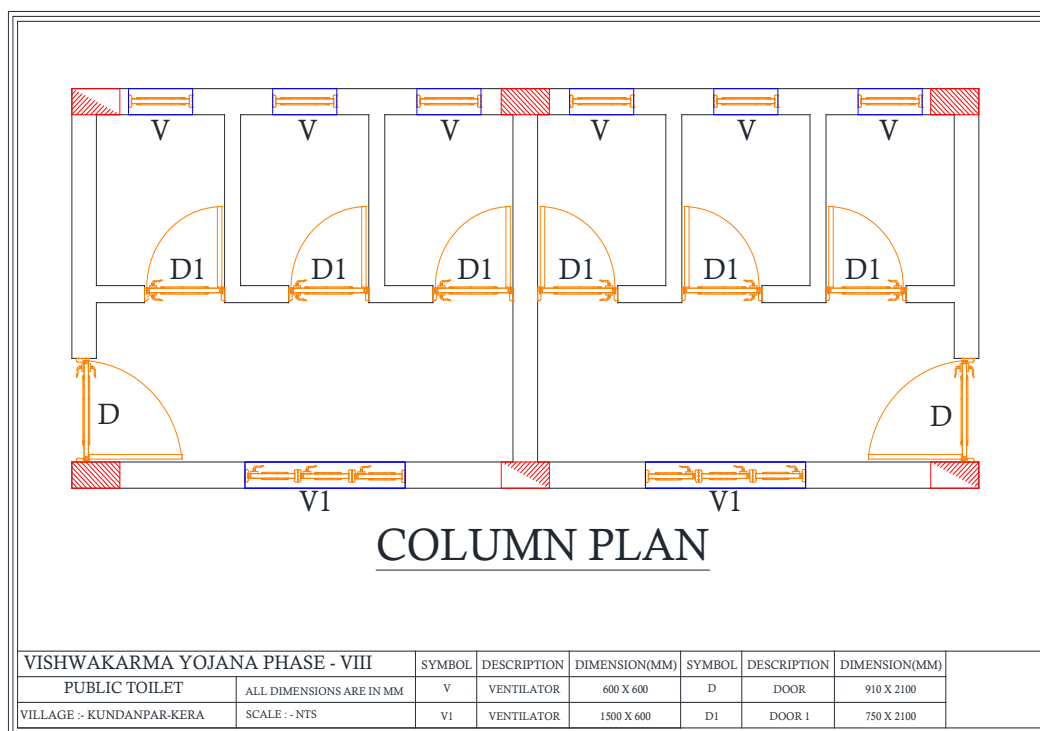 V V V V V V
D1 D1 D1 D1 D1 D1
D D
V1 V1
COLUMN PLAN
VISHWAKARMA YOJANA PHASE - VIII SYMBOL DESCRIPTION DIMENSION(MM) SYMBOL DESCRIPTION DIMENSION(MM)
PUBLIC TOILET ALL DIMENSIONS ARE IN MM V VENTILATOR 600 X 600 D DOOR 910 X 2100
VILLAGE :- KUNDANPAR-KERA SCALE : - NTS V1 VENTILATOR 1500 X 600 D1 DOOR 1 750 X 2100